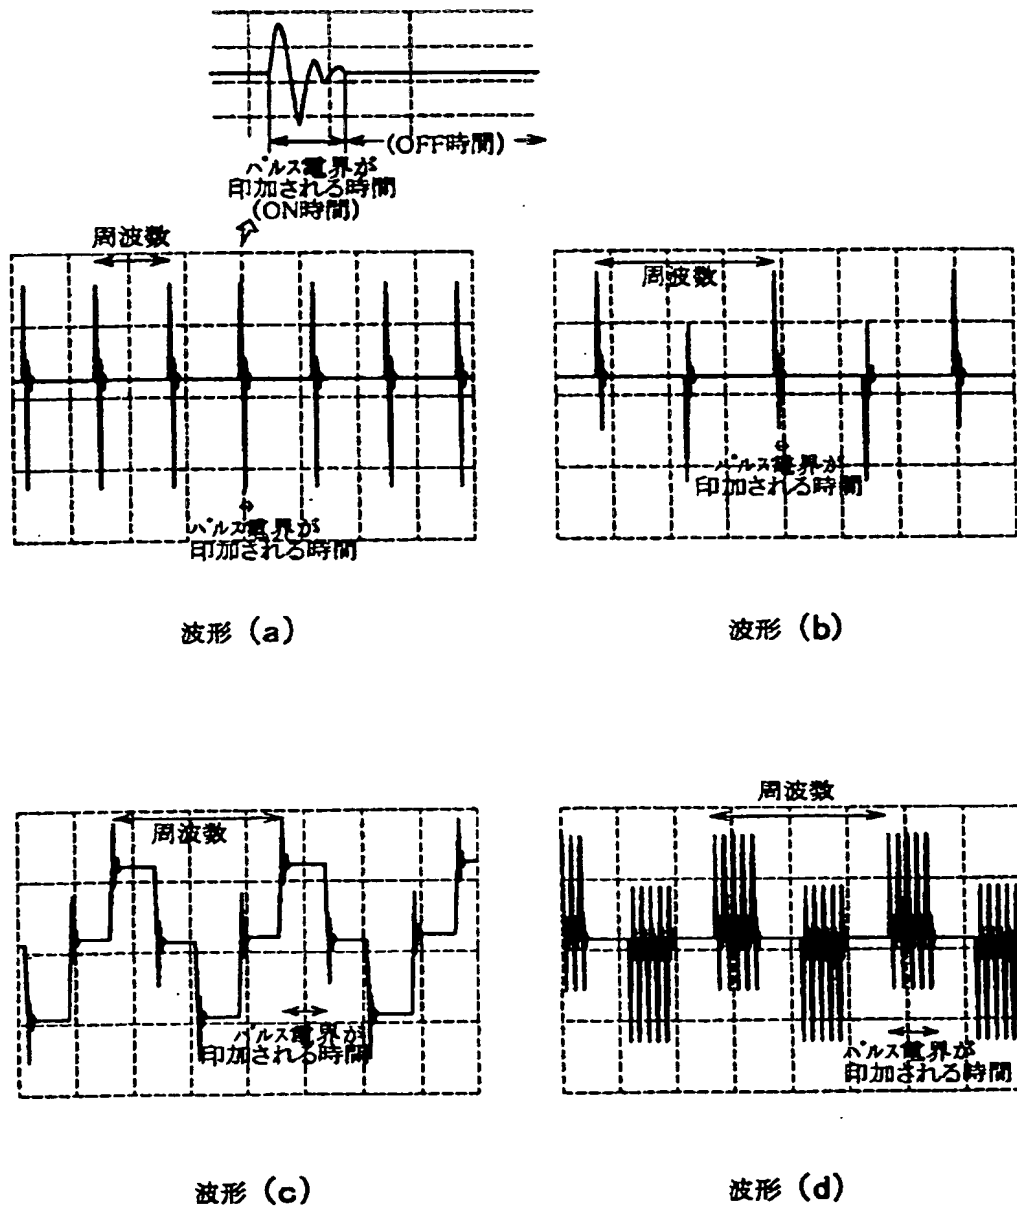 (OFF時間)
パルス電界が
印加される時間
(ON時間)
周波数
パルス電界が
印加される時間
波形 (a)
周波数
パルス電界が
印加される時間
波形 (b)
周波数
パルス電界が
印加される時間
波形 (c)
周波数
パルス電界が
印加される時間
波形 (d)